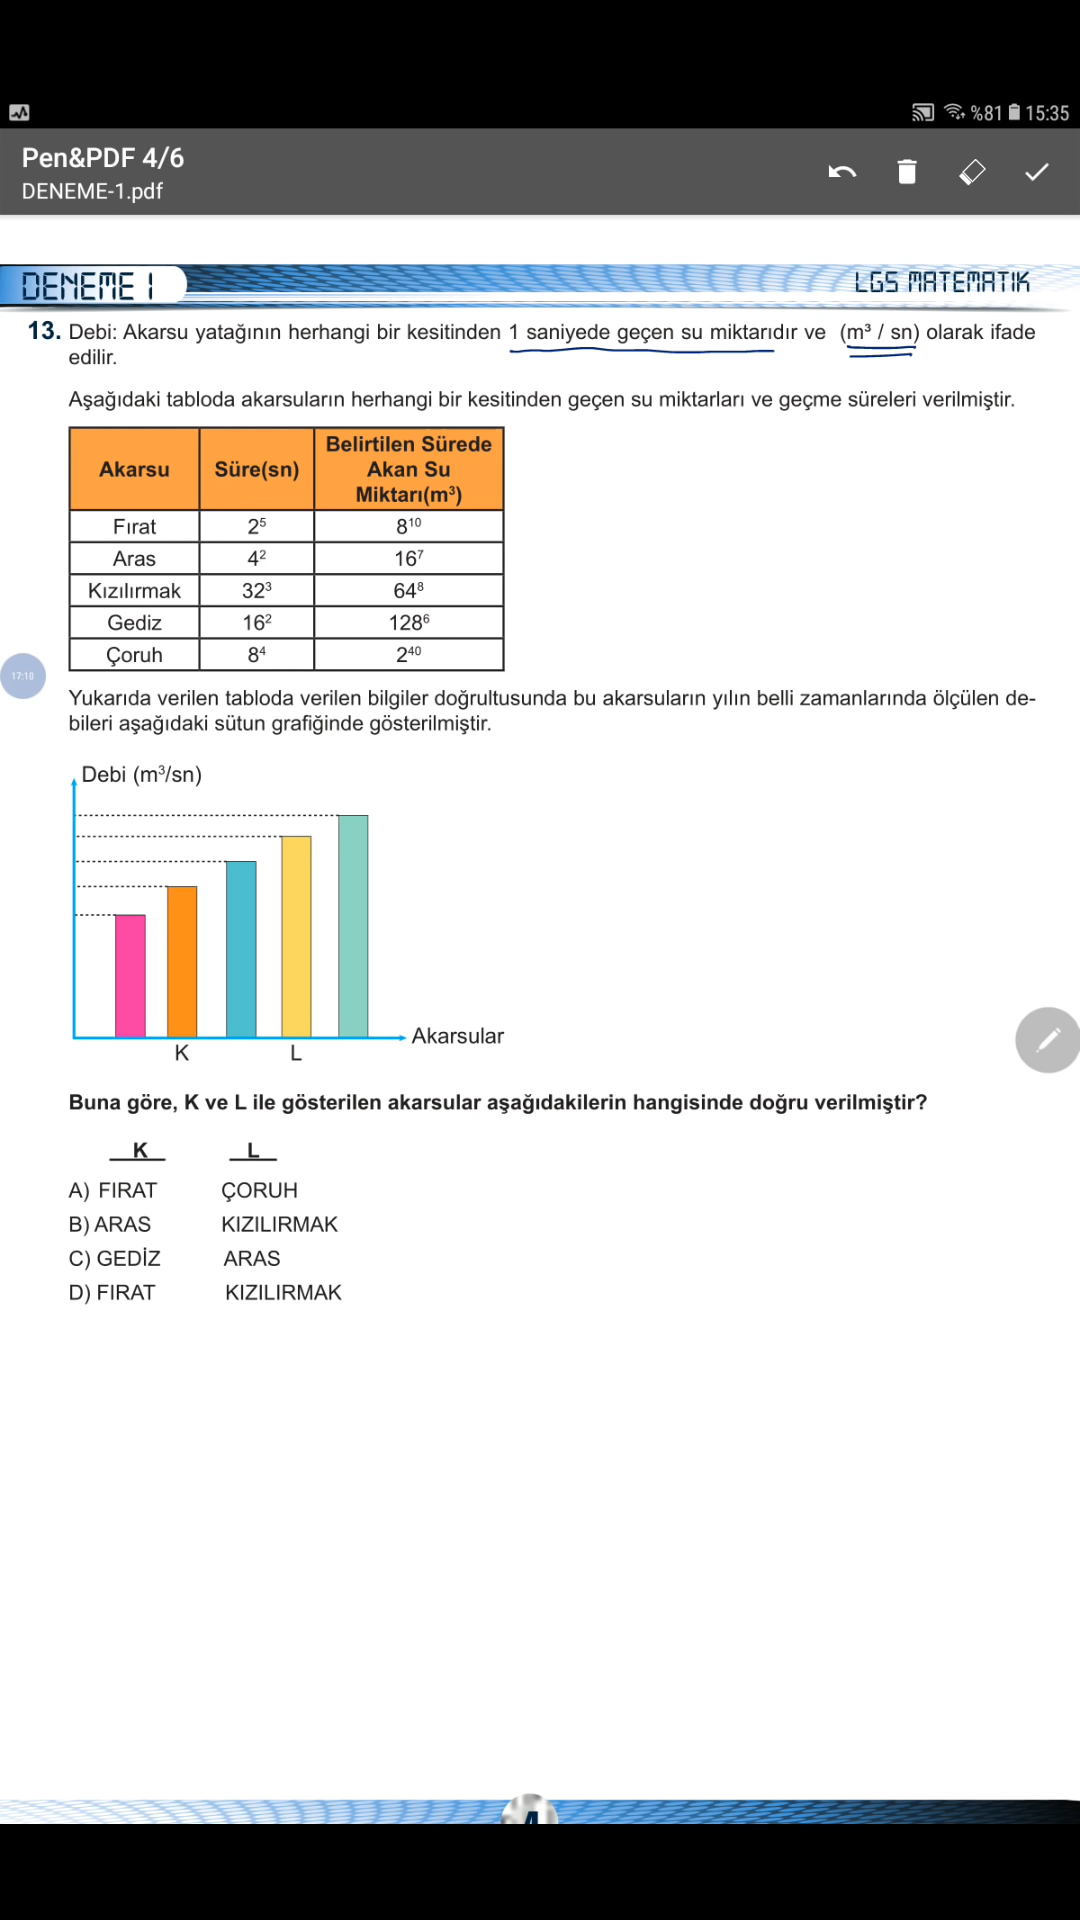 %81 15:35
Pen&PDF 4/6
DENEME-1.pdf
DENEME 1 LGS MATEMATİK
13. Debi: Akarsu yatağının herhangi bir kesitinden 1 saniyede geçen su miktarıdır ve (m³ / sn) olarak ifade
edilir.
Aşağıdaki tabloda akarsuların herhangi bir kesitinden geçen su miktarları ve geçme süreleri verilmiştir.
Akarsu Süre(sn) Belirtilen Sürede
Akan Su
Miktarı(m³)
Fırat 2⁵ 8¹⁰
Aras 4² 16⁷
Kızılırmak 32³ 64⁸
Gediz 16² 128⁶
Çoruh 8⁴ 2⁴⁰
17:10
Yukarıda verilen tabloda verilen bilgiler doğrultusunda bu akarsuların yılın belli zamanlarında ölçülen de-
bileri aşağıdaki sütun grafiğinde gösterilmiştir.
Debi (m³/sn)
Akarsular
K L
Buna göre, K ve L ile gösterilen akarsular aşağıdakilerin hangisinde doğru verilmiştir?
K L
A) FIRAT ÇORUH
B) ARAS KIZILIRMAK
C) GEDİZ ARAS
D) FIRAT KIZILIRMAK
4